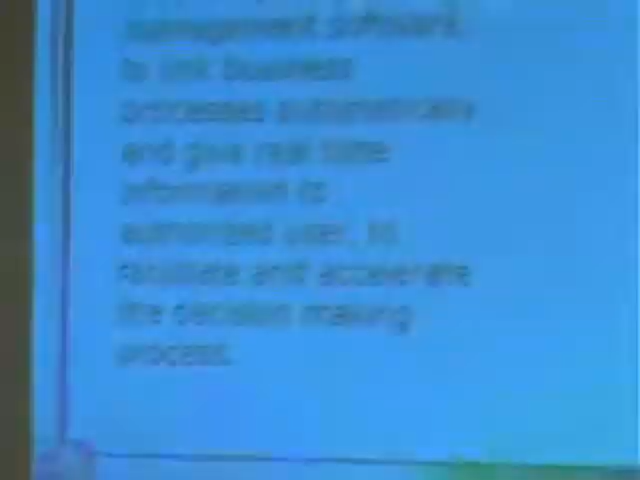 management software
to link business
processes automatically
and give real time
information to
authorized user, to
facilitate and accelerate
the decision making
process.